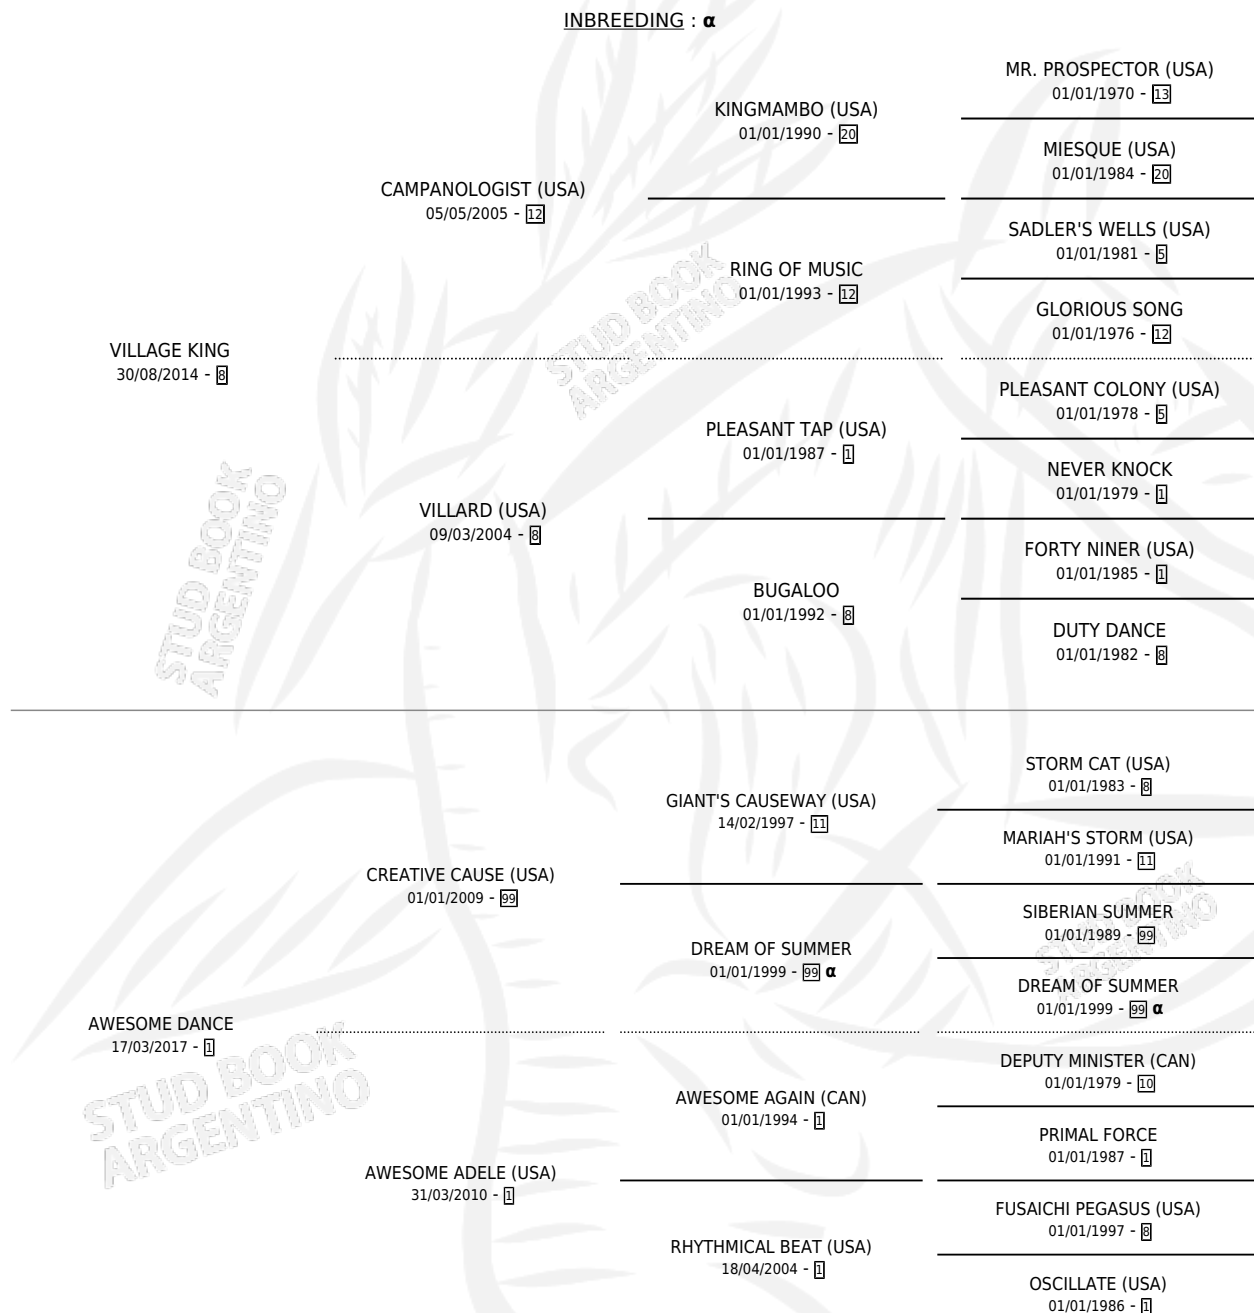 INBREEDING : α
MR. PROSPECTOR (USA)
01/01/1970 - 13
KINGMAMBO (USA)
01/01/1990 - 20
MIESQUE (USA)
01/01/1984 - 20
CAMPANOLOGIST (USA)
05/05/2005 - 12
SADLER'S WELLS (USA)
01/01/1981 - 5
RING OF MUSIC
01/01/1993 - 12
GLORIOUS SONG
01/01/1976 - 12
VILLAGE KING
30/08/2014 - 8
PLEASANT COLONY (USA)
01/01/1978 - 5
PLEASANT TAP (USA)
01/01/1987 - 1
NEVER KNOCK
01/01/1979 - 1
VILLARD (USA)
09/03/2004 - 8
FORTY NINER (USA)
01/01/1985 - 1
BUGALOO
01/01/1992 - 8
DUTY DANCE
01/01/1982 - 8
STORM CAT (USA)
01/01/1983 - 8
GIANT'S CAUSEWAY (USA)
14/02/1997 - 11
MARIAH'S STORM (USA)
01/01/1991 - 11
CREATIVE CAUSE (USA)
01/01/2009 - 99
SIBERIAN SUMMER
01/01/1989 - 99
DREAM OF SUMMER
01/01/1999 - 99 α
DREAM OF SUMMER
01/01/1999 - 99 α
AWESOME DANCE
17/03/2017 - 1
DEPUTY MINISTER (CAN)
01/01/1979 - 10
AWESOME AGAIN (CAN)
01/01/1994 - 1
PRIMAL FORCE
01/01/1987 - 1
AWESOME ADELE (USA)
31/03/2010 - 1
FUSAICHI PEGASUS (USA)
01/01/1997 - 8
RHYTHMICAL BEAT (USA)
18/04/2004 - 1
OSCILLATE (USA)
01/01/1986 - 1
STUD BOOK
ARGENTINO
STUD BOOK
ARGENTINO
STUD BOOK
ARGENTINO
STUD BOOK
ARGENTINO